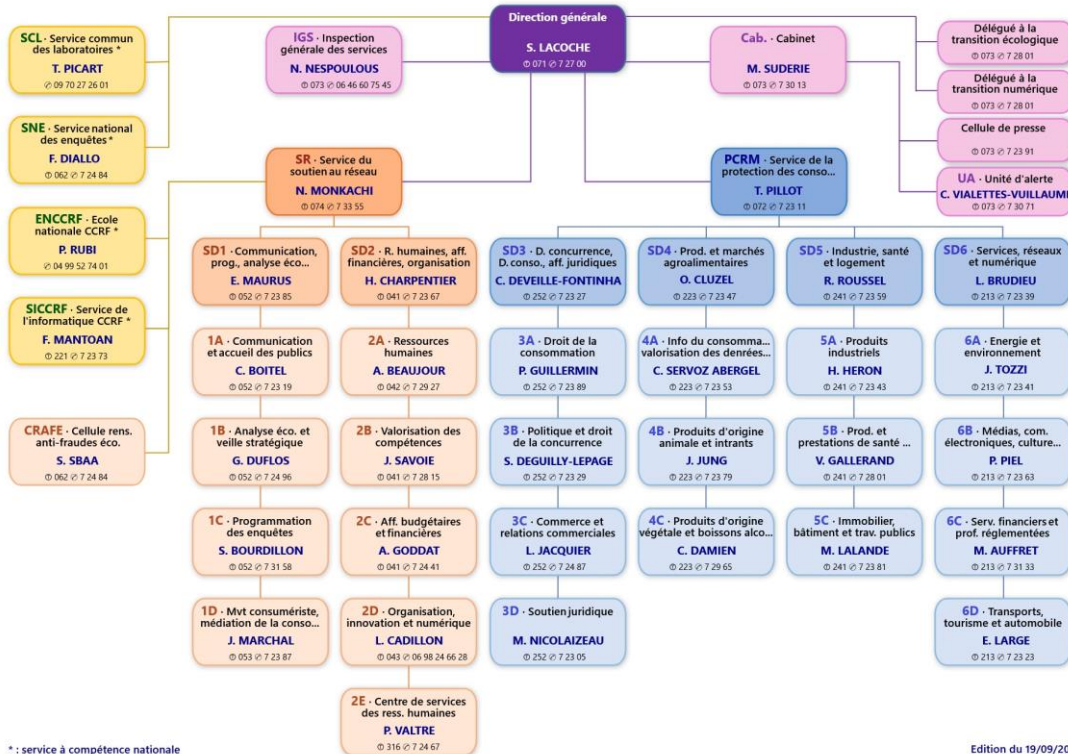 Direction générale
S. LACOCHE
✆ 071 ✆ 7 27 00
SCL · Service commun
des laboratoires *
T. PICART
✆ 09 70 27 26 01
IGS · Inspection
générale des services
N. NESPOULOUS
✆ 073 ✆ 06 46 60 75 45
Cab. · Cabinet
M. SUDERIE
✆ 073 ✆ 7 30 13
Délégué à la
transition écologique
✆ 073 ✆ 7 28 01
Délégué à la
transition numérique
✆ 073 ✆ 7 28 01
Cellule de presse
✆ 073 ✆ 7 23 91
UA · Unité d'alerte
C. VIALETTES-VUILLAUME
✆ 073 ✆ 7 30 71
SNE · Service national
des enquêtes *
F. DIALLO
✆ 062 ✆ 7 24 84
ENCCRF · Ecole
nationale CCRF *
P. RUBI
✆ 04 99 52 74 01
SICCRF · Service de
l'informatique CCRF *
F. MANTOAN
✆ 221 ✆ 7 23 73
CRAFE · Cellule rens.
anti-fraudes éco.
S. SBAA
✆ 062 ✆ 7 24 84
SR · Service du
soutien au réseau
N. MONKACHI
✆ 074 ✆ 7 33 55
PCRM · Service de la
protection des conso...
T. PILLOT
✆ 072 ✆ 7 23 11
SD1 · Communication,
prog., analyse éco...
E. MAURUS
✆ 052 ✆ 7 23 85
1A · Communication
et accueil des publics
C. BOITEL
✆ 052 ✆ 7 23 19
1B · Analyse éco. et
veille stratégique
G. DUFLOS
✆ 052 ✆ 7 24 96
1C · Programmation
des enquêtes
S. BOURDILLON
✆ 052 ✆ 7 31 58
1D · Mvt consumériste,
médiation de la conso...
J. MARCHAL
✆ 053 ✆ 7 23 87
SD2 · R. humaines, aff.
financières, organisation
H. CHARPENTIER
✆ 041 ✆ 7 23 67
2A · Ressources
humaines
A. BEAUJOUR
✆ 042 ✆ 7 29 27
2B · Valorisation des
compétences
J. SAVOIE
✆ 041 ✆ 7 28 15
2C · Aff. budgétaires
et financières
A. GODDAT
✆ 041 ✆ 7 24 41
2D · Organisation,
innovation et numérique
L. CADILLON
✆ 043 ✆ 06 98 24 66 28
2E · Centre de services
des ress. humaines
P. VALTRE
✆ 316 ✆ 7 24 67
SD3 · D. concurrence,
D. conso., aff. juridiques
C. DEVEILLE-FONTINHA
✆ 252 ✆ 7 23 27
3A · Droit de la
consommation
P. GUILLERMIN
✆ 252 ✆ 7 23 89
3B · Politique et droit
de la concurrence
S. DEGUILLY-LEPAGE
✆ 252 ✆ 7 23 29
3C · Commerce et
relations commerciales
L. JACQUIER
✆ 252 ✆ 7 24 87
3D · Soutien juridique
M. NICOLAIZEAU
✆ 252 ✆ 7 23 05
SD4 · Prod. et marchés
agroalimentaires
O. CLUZEL
✆ 223 ✆ 7 23 47
4A · Info du consomma...
valorisation des denrées...
C. SERVOZ ABERGEL
✆ 223 ✆ 7 23 53
4B · Produits d'origine
animale et intrants
J. JUNG
✆ 223 ✆ 7 23 79
4C · Produits d'origine
végétale et boissons alco...
C. DAMIEN
✆ 223 ✆ 7 29 65
SD5 · Industrie, santé
et logement
R. ROUSSEL
✆ 241 ✆ 7 23 59
5A · Produits
industriels
H. HERON
✆ 241 ✆ 7 23 43
5B · Prod. et
prestations de santé ...
V. GALLERAND
✆ 241 ✆ 7 28 01
5C · Immobilier,
bâtiment et trav. publics
M. LALANDE
✆ 241 ✆ 7 23 81
SD6 · Services, réseaux
et numérique
L. BRUDIEU
✆ 213 ✆ 7 23 39
6A · Energie et
environnement
J. TOZZI
✆ 213 ✆ 7 23 41
6B · Médias, com.
électroniques, culture...
P. PIEL
✆ 213 ✆ 7 23 63
6C · Serv. financiers et
prof. réglementées
M. AUFFRET
✆ 213 ✆ 7 31 33
6D · Transports,
tourisme et automobile
E. LARGE
✆ 213 ✆ 7 23 23
* : service à compétence nationale
Edition du 19/09/20